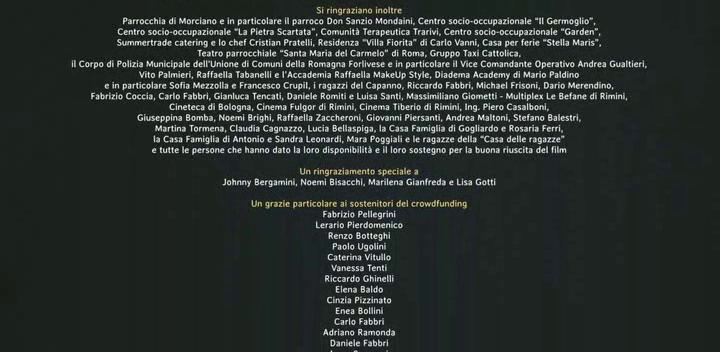 Si ringraziano inoltre
Parrocchia di Morciano e in particolare il parroco Don Sanzio Mondaini, Centro socio-occupazionale "Il Germoglio",
Centro socio-occupazionale "La Pietra Scartata", Comunità Terapeutica Trarivi, Centro socio-occupazionale "Garden",
Summertrade catering e lo chef Cristian Pratelli, Residenza "Villa Fiorita" di Carlo Vanni, Casa per ferie "Stella Maris",
Teatro parrocchiale "Santa Maria del Carmelo" di Roma, Gruppo Taxi Cattolica,
il Corpo di Polizia Municipale dell'Unione di Comuni della Romagna Forlivese e in particolare il Vice Comandante Operativo Andrea Gualtieri,
Vito Palmieri, Raffaella Tabanelli e l'Accademia Raffaella MakeUp Style, Diadema Academy di Mario Paldino
e in particolare Sofia Mezzolla e Francesco Crupil, i ragazzi del Capanno, Riccardo Fabbri, Michael Frisoni, Dario Merendino,
Fabrizio Coccia, Carlo Fabbri, Gianluca Tencati, Daniele Romiti e Luisa Santi, Massimiliano Giometti - Multiplex Le Befane di Rimini,
Cineteca di Bologna, Cinema Fulgor di Rimini, Cinema Tiberio di Rimini, Ing. Piero Casalboni,
Giuseppina Bomba, Noemi Brighi, Raffaella Zaccheroni, Giovanni Piersanti, Andrea Maltoni, Stefano Balestri,
Martina Tormena, Claudia Cagnazzo, Lucia Bellaspiga, la Casa Famiglia di Gogliardo e Rosaria Ferri,
la Casa Famiglia di Antonio e Sandra Leonardi, Mara Poggiali e le ragazze della "Casa delle ragazze"
e tutte le persone che hanno dato la loro disponibilità e il loro sostegno per la buona riuscita del film
Un ringraziamento speciale a
Johnny Bergamini, Noemi Bisacchi, Marilena Gianfreda e Lisa Gotti
Un grazie particolare ai sostenitori del crowdfunding
Fabrizio Pellegrini
Lerario Pierdomenico
Renzo Botteghi
Paolo Ugolini
Caterina Vitullo
Vanessa Tenti
Riccardo Ghinelli
Elena Baldo
Cinzia Pizzinato
Enea Bollini
Carlo Fabbri
Adriano Ramonda
Daniele Fabbri